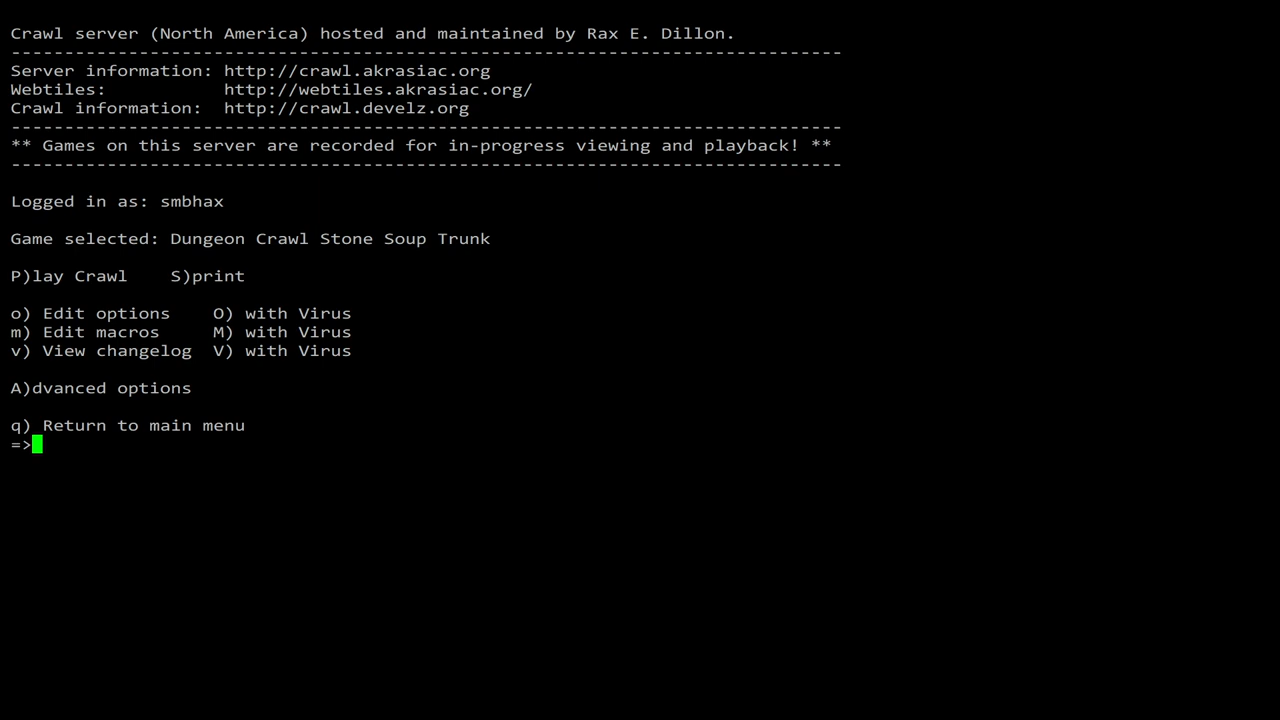 Crawl server (North America) hosted and maintained by Rax E. Dillon.
------------------------------------------------------------------------------
Server information: http://crawl.akrasiac.org
Webtiles:           http://webtiles.akrasiac.org/
Crawl information:  http://crawl.develz.org
------------------------------------------------------------------------------
** Games on this server are recorded for in-progress viewing and playback! **
------------------------------------------------------------------------------
Logged in as: smbhax
Game selected: Dungeon Crawl Stone Soup Trunk
P)lay Crawl    S)print
o) Edit options    O) with Virus
m) Edit macros     M) with Virus
v) View changelog  V) with Virus
A)dvanced options
q) Return to main menu
=>